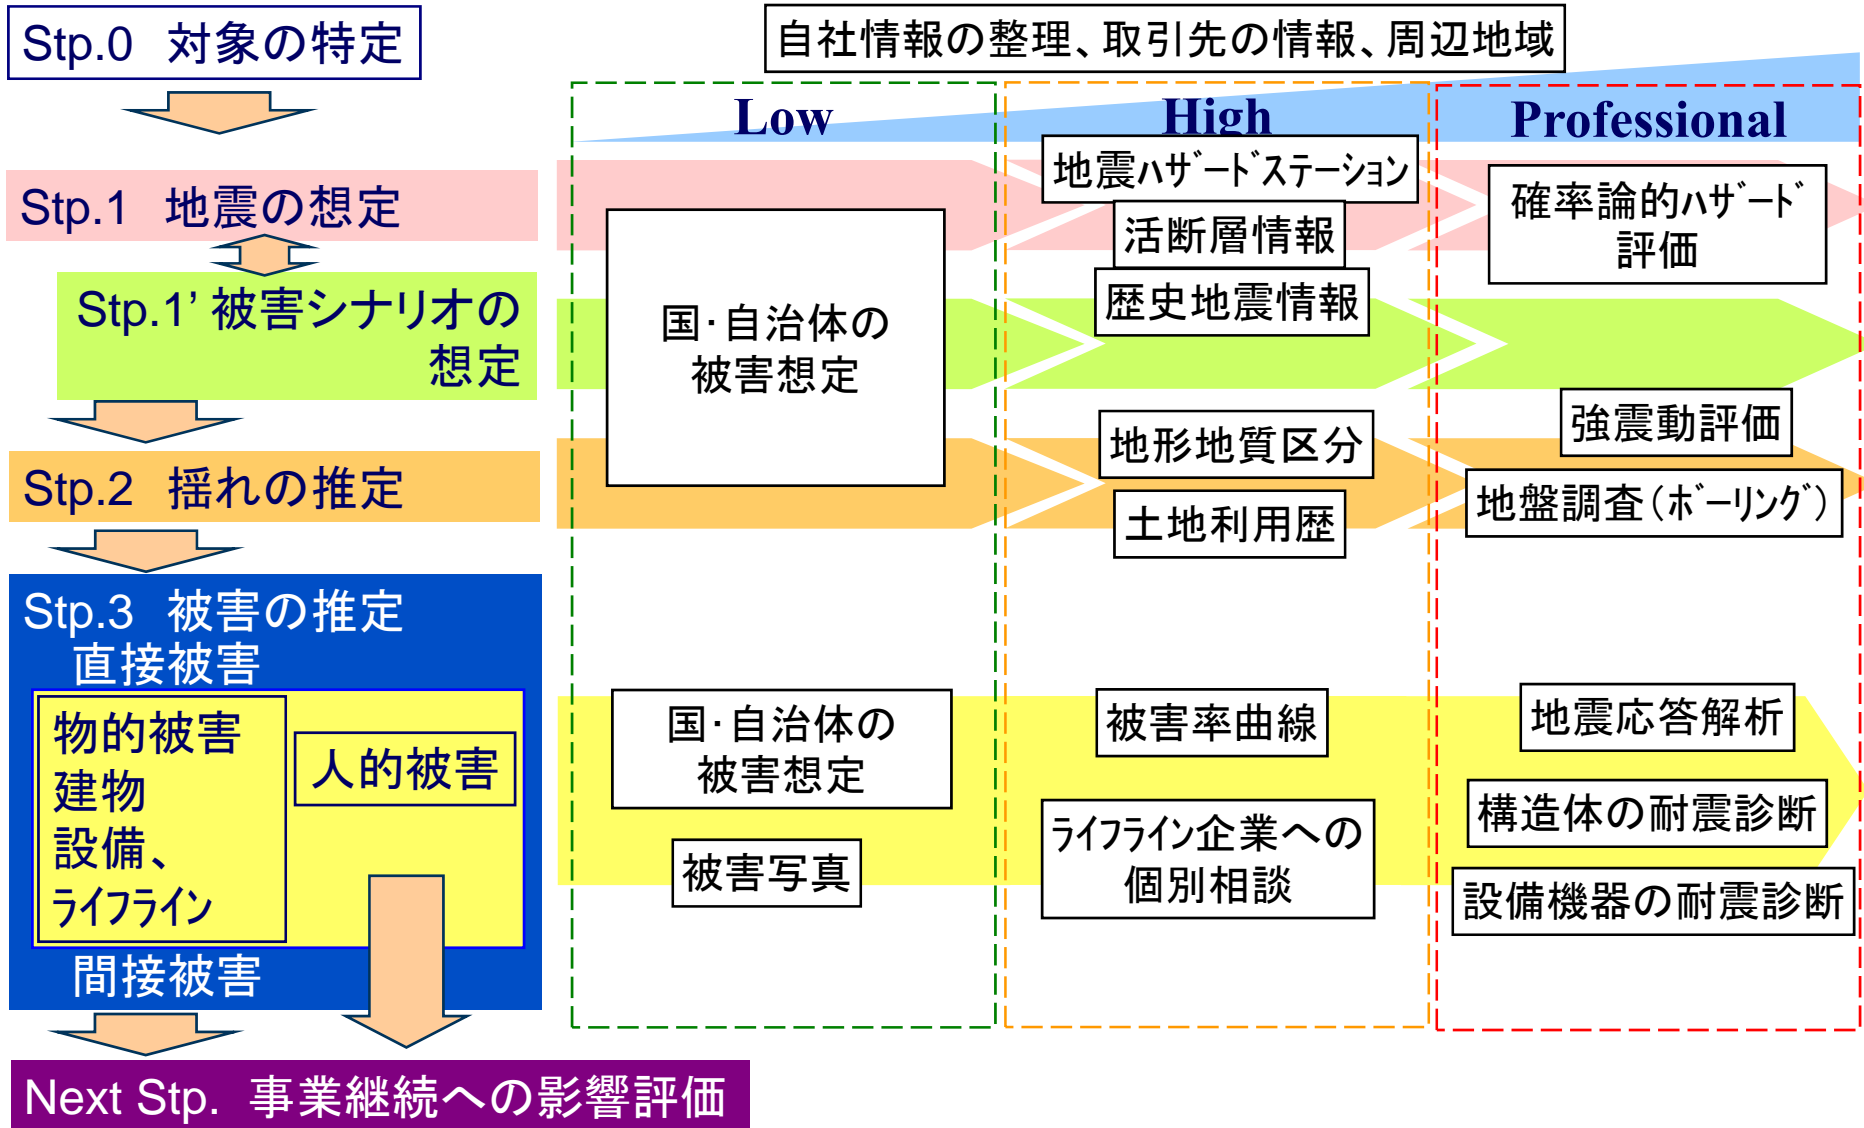 Stp.0 対象の特定
自社情報の整理、取引先の情報、周辺地域
Low
High
Professional
Stp.1 地震の想定
Stp.1’ 被害シナリオの
想定
Stp.2 揺れの推定
国･自治体の
被害想定
地震ﾊｻﾞｰﾄﾞｽﾃｰｼｮﾝ
活断層情報
歴史地震情報
地形地質区分
土地利用歴
確率論的ﾊｻﾞｰﾄﾞ
評価
強震動評価
地盤調査(ﾎﾞｰﾘﾝｸﾞ)
Stp.3 被害の推定
直接被害
物的被害
建物
設備、
ﾗｲﾌﾗｲﾝ
人的被害
間接被害
国･自治体の
被害想定
被害写真
被害率曲線
ﾗｲﾌﾗｲﾝ企業への
個別相談
地震応答解析
構造体の耐震診断
設備機器の耐震診断
Next Stp. 事業継続への影響評価